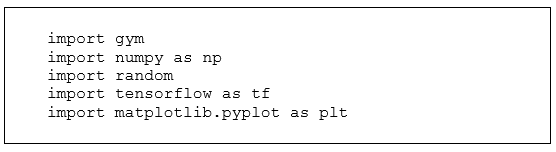 import gym
import numpy as np
import random
import tensorflow as tf
import matplotlib.pyplot as plt